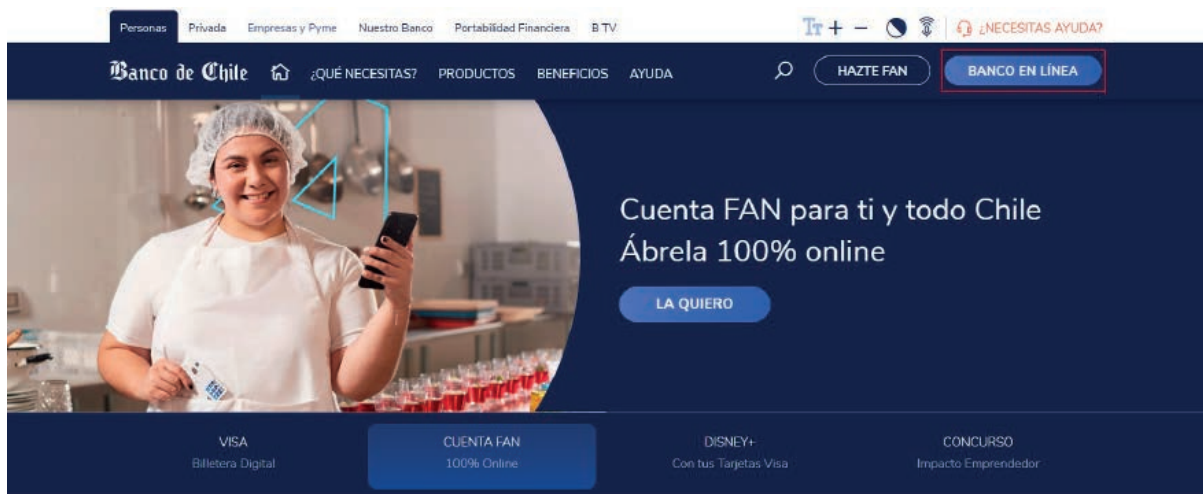 Personas Privada Empresas y Pyme Nuestro Banco Portabilidad Financiera B TV TT + − ¿NECESITAS AYUDA?
Banco de Chile ¿QUÉ NECESITAS? PRODUCTOS BENEFICIOS AYUDA HAZTE FAN BANCO EN LÍNEA
Cuenta FAN para ti y todo Chile
Ábrela 100% online
LA QUIERO
VISA CUENTA FAN DISNEY+ CONCURSO
Billetera Digital 100% Online Con tus Tarjetas Visa Impacto Emprendedor